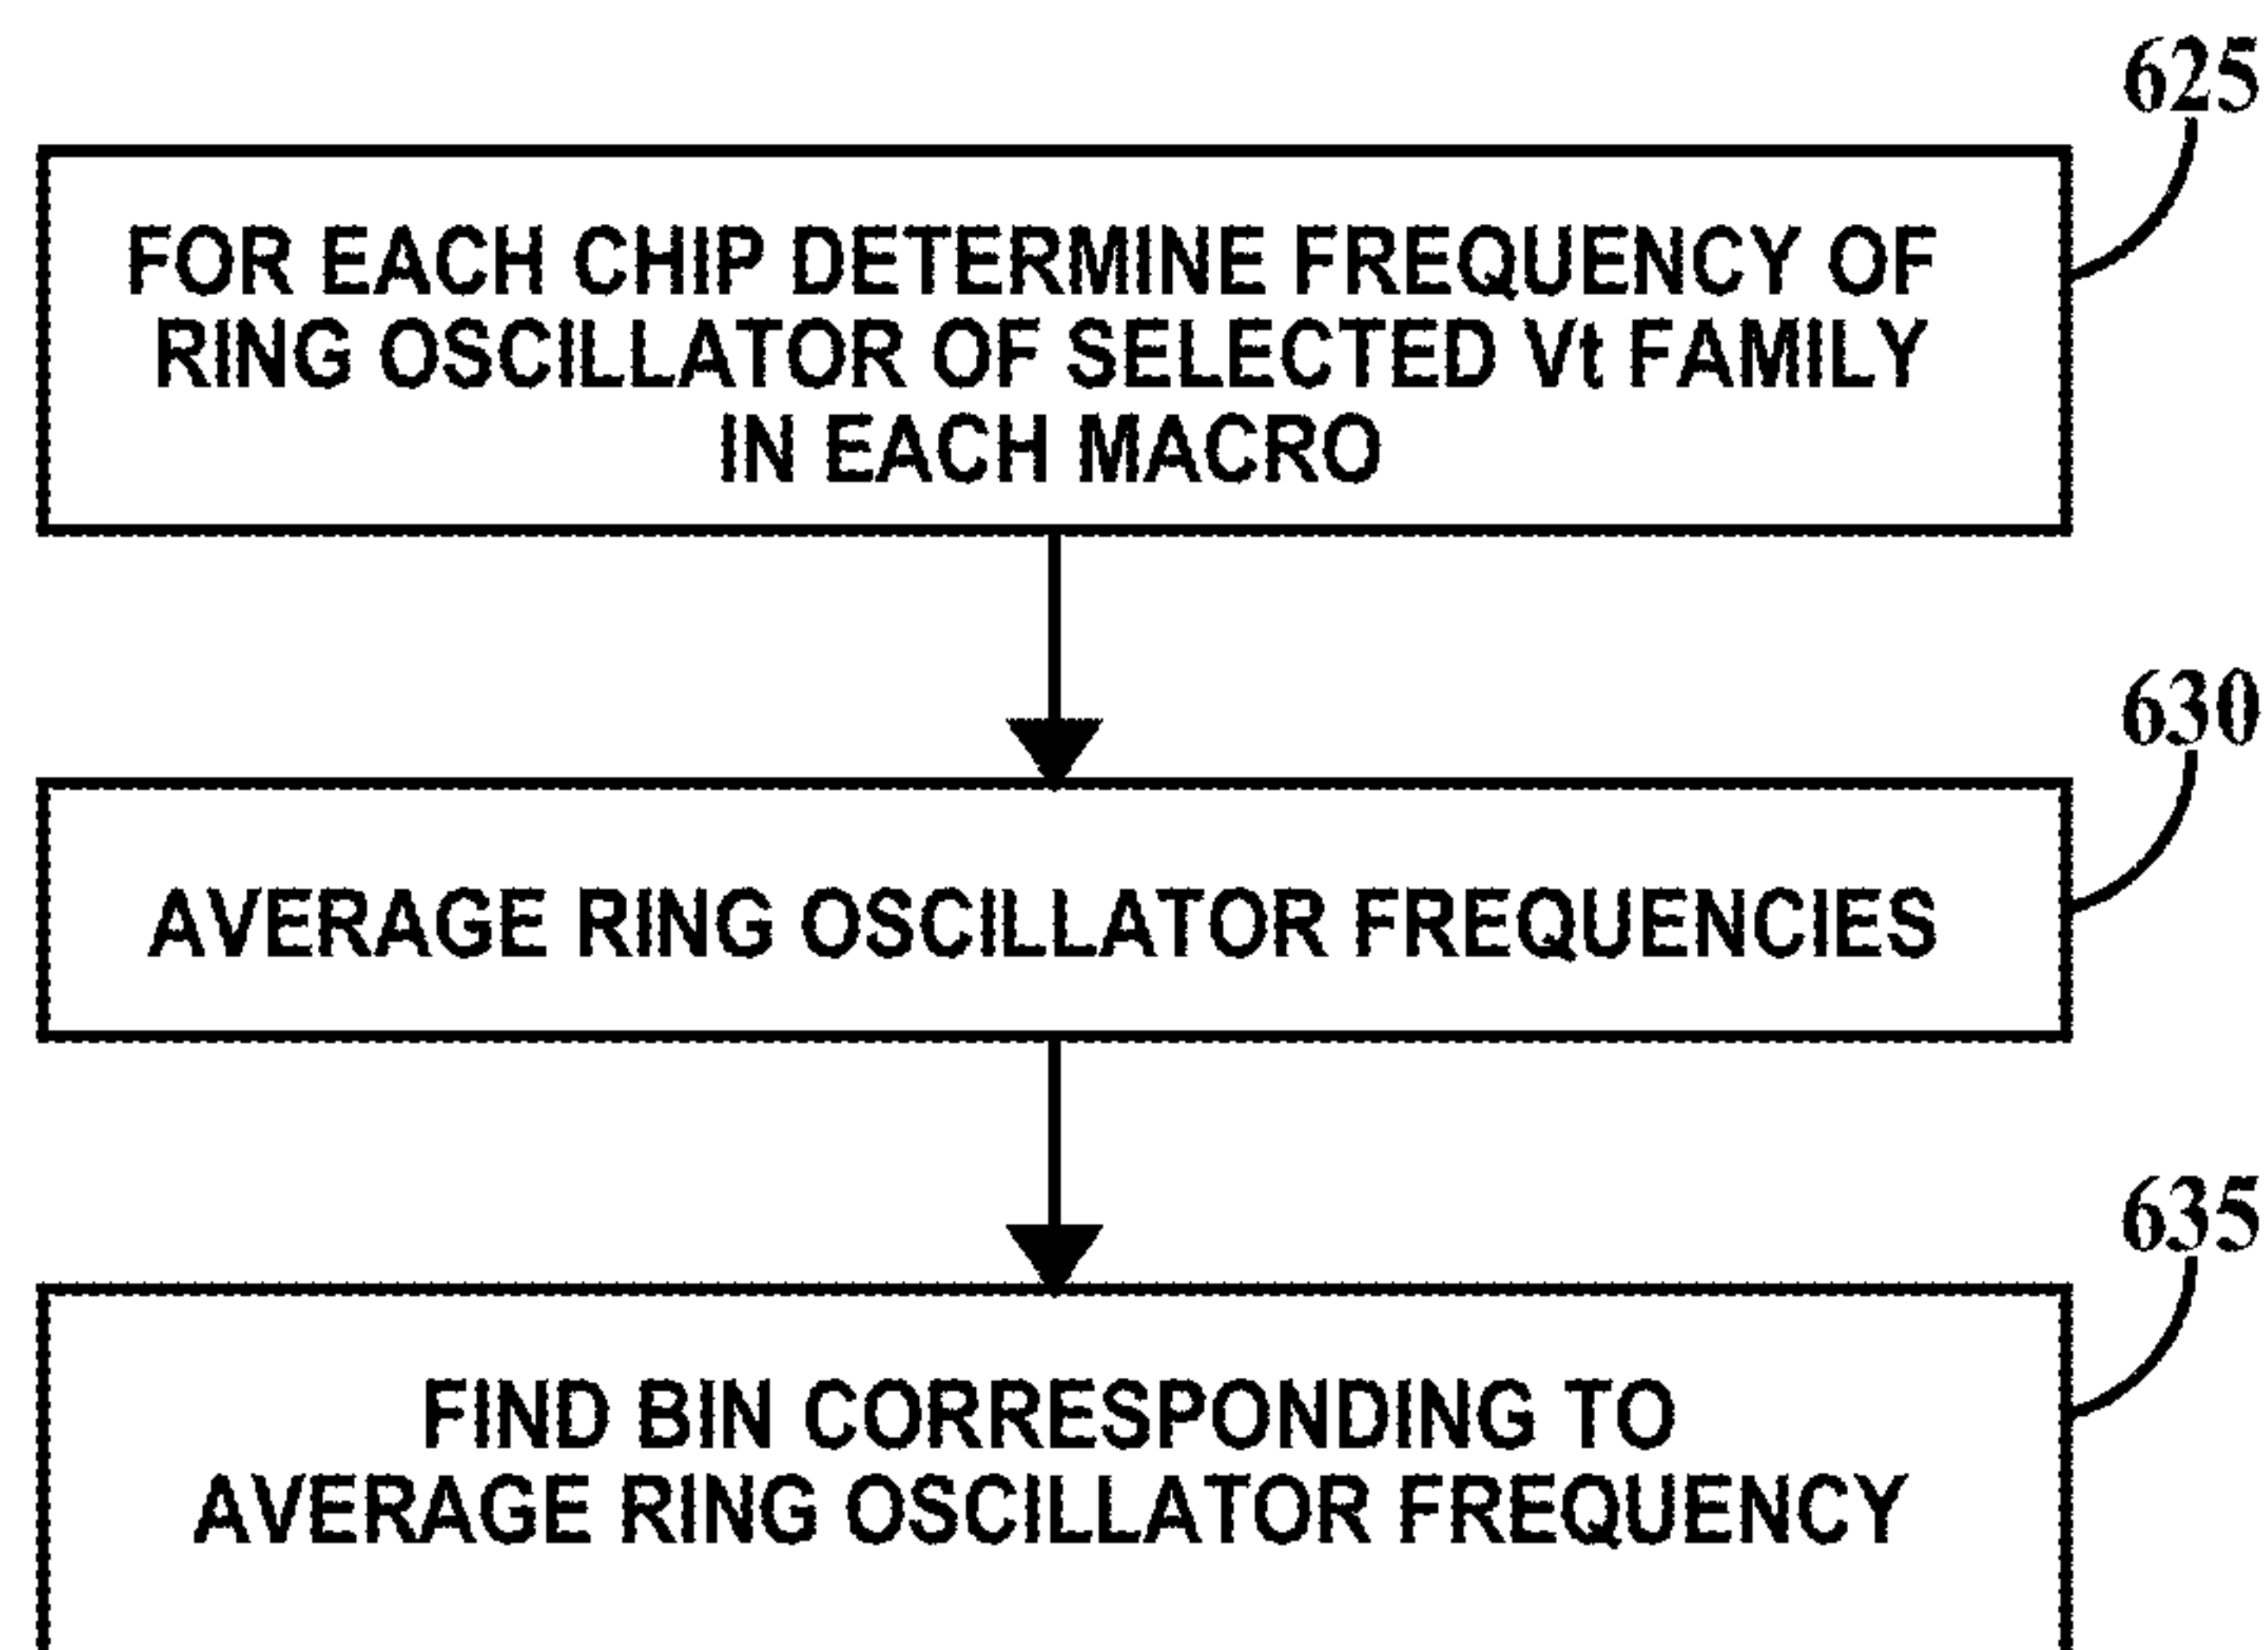 625
FOR EACH CHIP DETERMINE FREQUENCY OF
RING OSCILLATOR OF SELECTED Vt FAMILY
IN EACH MACRO
630
AVERAGE RING OSCILLATOR FREQUENCIES
635
FIND BIN CORRESPONDING TO
AVERAGE RING OSCILLATOR FREQUENCY